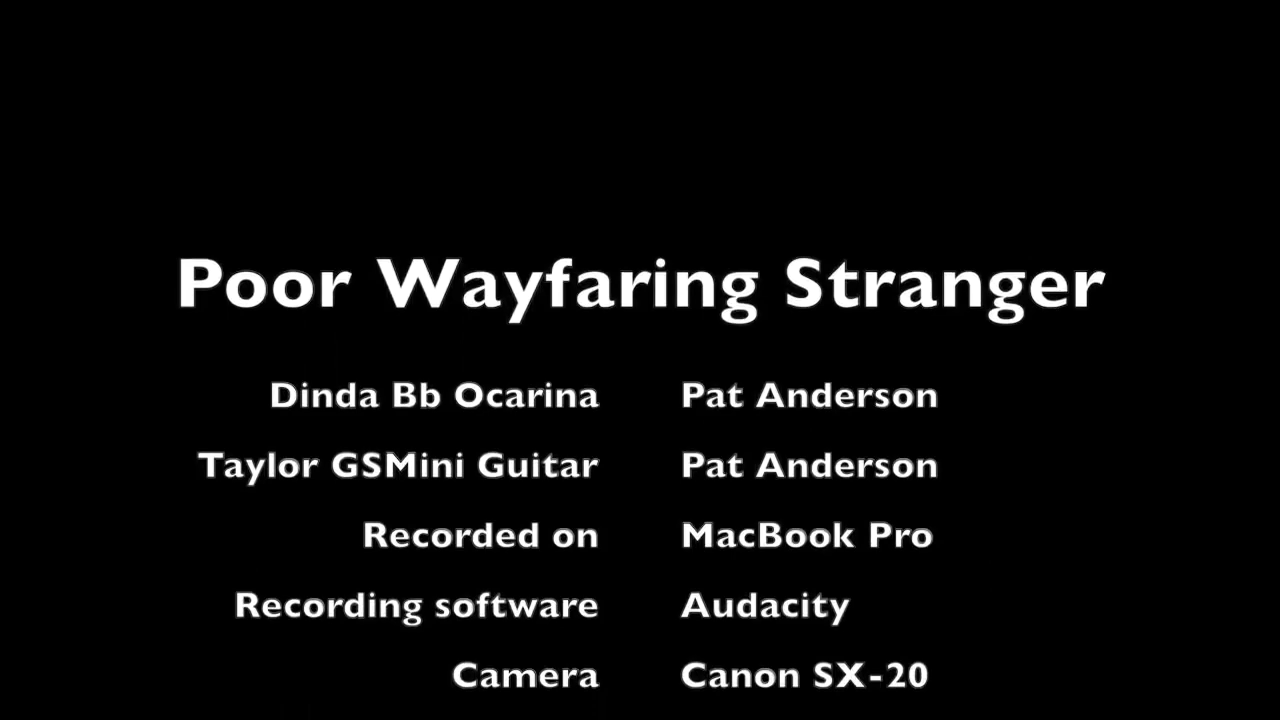 Poor Wayfaring Stranger
Dinda Bb Ocarina Pat Anderson
Taylor GSMini Guitar Pat Anderson
Recorded on MacBook Pro
Recording software Audacity
Camera Canon SX-20